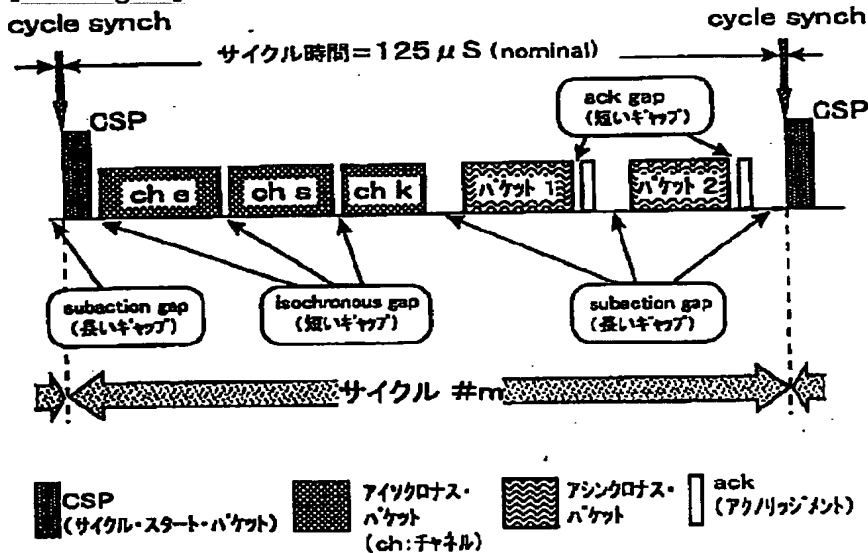 cycle synch
cycle synch
サイクル時間=125μS (nominal)
CSP
ack gap
(短いギャップ)
CSP
ch e
ch s
ch k
パケット 1
パケット 2
subaction gap
(長いギャップ)
isochronous gap
(短いギャップ)
subaction gap
(長いギャップ)
サイクル #m
CSP
(サイクル・スタート・パケット)
アイソクロナス・
パケット
(ch:チャネル)
アシンクロナス・
パケット
ack
(アクノリッジメント)